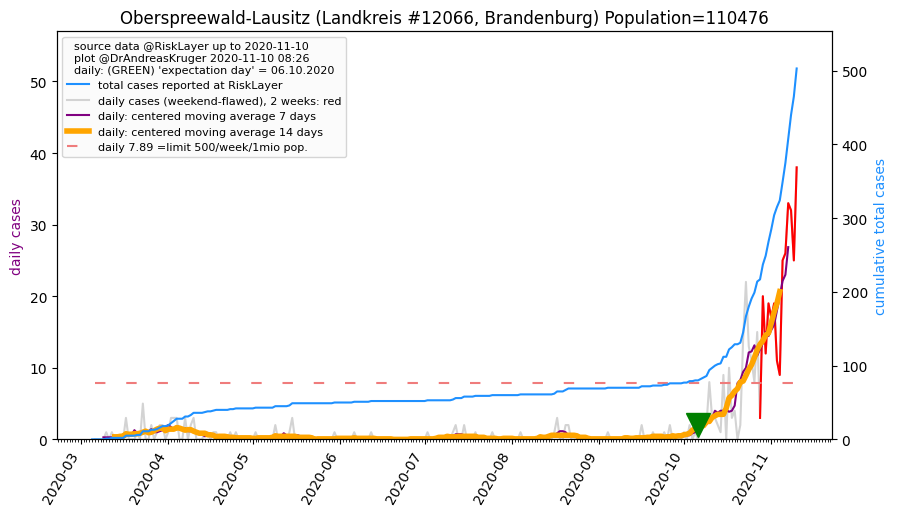 Oberspreewald-Lausitz (Landkreis #12066, Brandenburg) Population=110476
source data @RiskLayer up to 2020-11-10
plot @DrAndreasKruger 2020-11-10 08:26
daily: (GREEN) 'expectation day' = 06.10.2020
total cases reported at RiskLayer
daily cases (weekend-flawed), 2 weeks: red
daily: centered moving average 7 days
daily: centered moving average 14 days
daily 7.89 =limit 500/week/1mio pop.
daily cases
50
40
30
20
10
0
cumulative total cases
500
400
300
200
100
0
2020-03
2020-04
2020-05
2020-06
2020-07
2020-08
2020-09
2020-10
2020-11